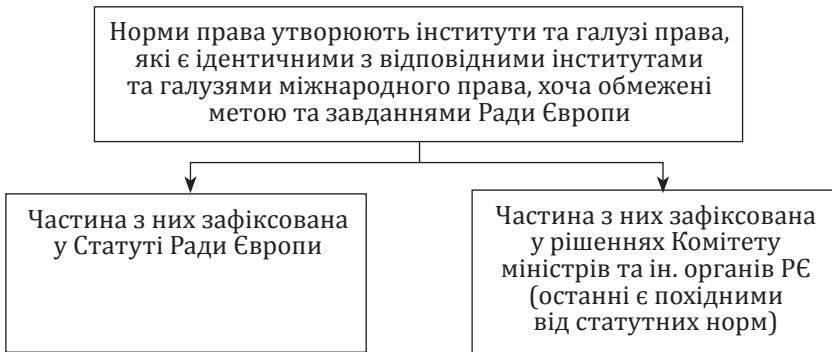 Норми права утворюють інститути та галузі права,
які є ідентичними з відповідними інститутами
та галузями міжнародного права, хоча обмежені
метою та завданнями Ради Європи
Частина з них зафіксована
у Статуті Ради Європи
Частина з них зафіксована
у рішеннях Комітету
міністрів та ін. органів РЄ
(останні є похідними
від статутних норм)